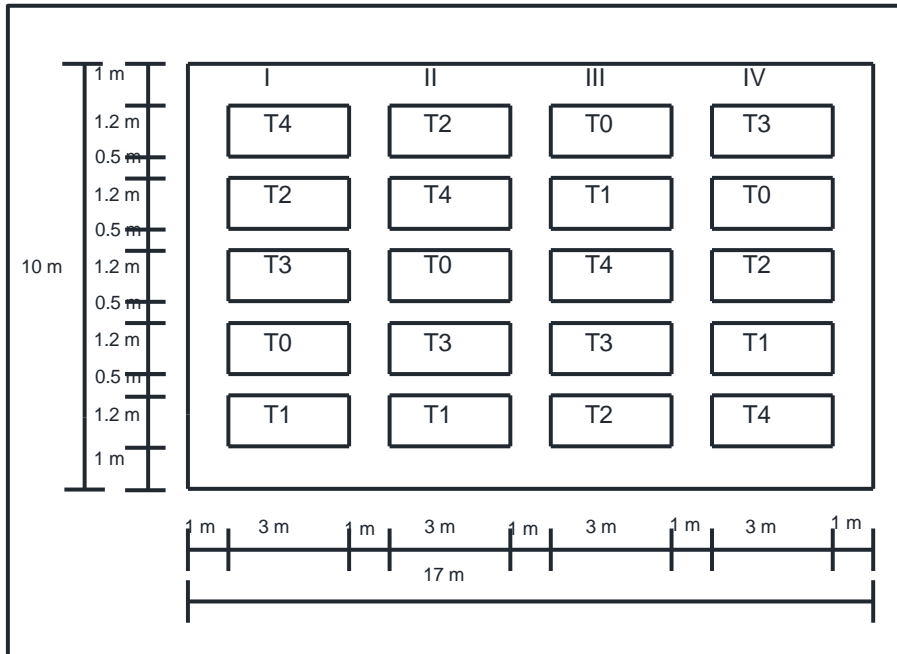 1 m
I II III IV
1.2 m T4 T2 T0 T3
0.5 m
1.2 m T2 T4 T1 T0
0.5 m
10 m 1.2 m T3 T0 T4 T2
0.5 m
1.2 m T0 T3 T3 T1
0.5 m
1.2 m T1 T1 T2 T4
1 m
1 m 3 m 1 m 3 m 1 m 3 m 1 m 3 m 1 m
17 m